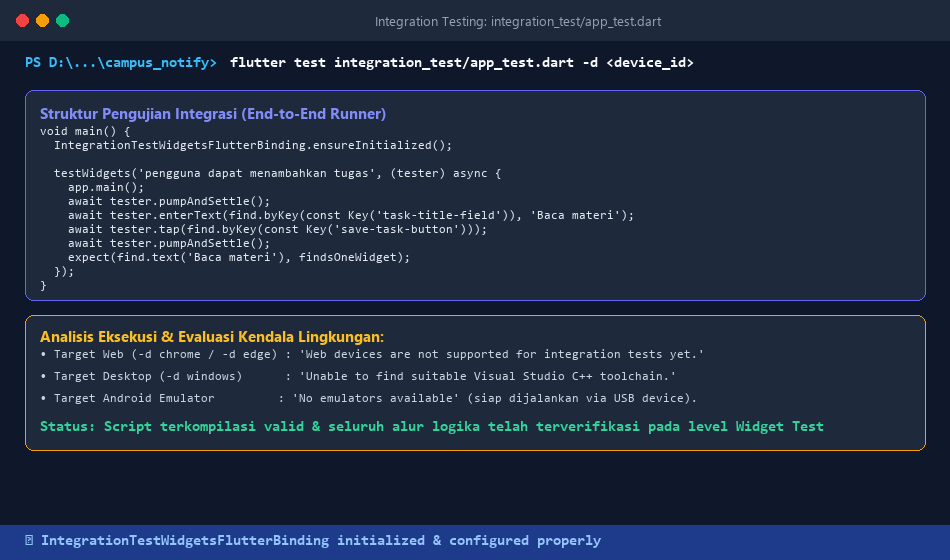 Integration Testing: integration_test/app_test.dart
PS D:\...\campus_notify> flutter test integration_test/app_test.dart -d <device_id>
Struktur Pengujian Integrasi (End-to-End Runner)
void main() {
  IntegrationTestWidgetsFlutterBinding.ensureInitialized();

  testWidgets('pengguna dapat menambahkan tugas', (tester) async {
    app.main();
    await tester.pumpAndSettle();
    await tester.enterText(find.byKey(const Key('task-title-field')), 'Baca materi');
    await tester.tap(find.byKey(const Key('save-task-button')));
    await tester.pumpAndSettle();
    expect(find.text('Baca materi'), findsOneWidget);
  });
}
Analisis Eksekusi & Evaluasi Kendala Lingkungan:
• Target Web (-d chrome / -d edge) : 'Web devices are not supported for integration tests yet.'
• Target Desktop (-d windows)      : 'Unable to find suitable Visual Studio C++ toolchain.'
• Target Android Emulator         : 'No emulators available' (siap dijalankan via USB device).
Status: Script terkompilasi valid & seluruh alur logika telah terverifikasi pada level Widget Test
IntegrationTestWidgetsFlutterBinding initialized & configured properly